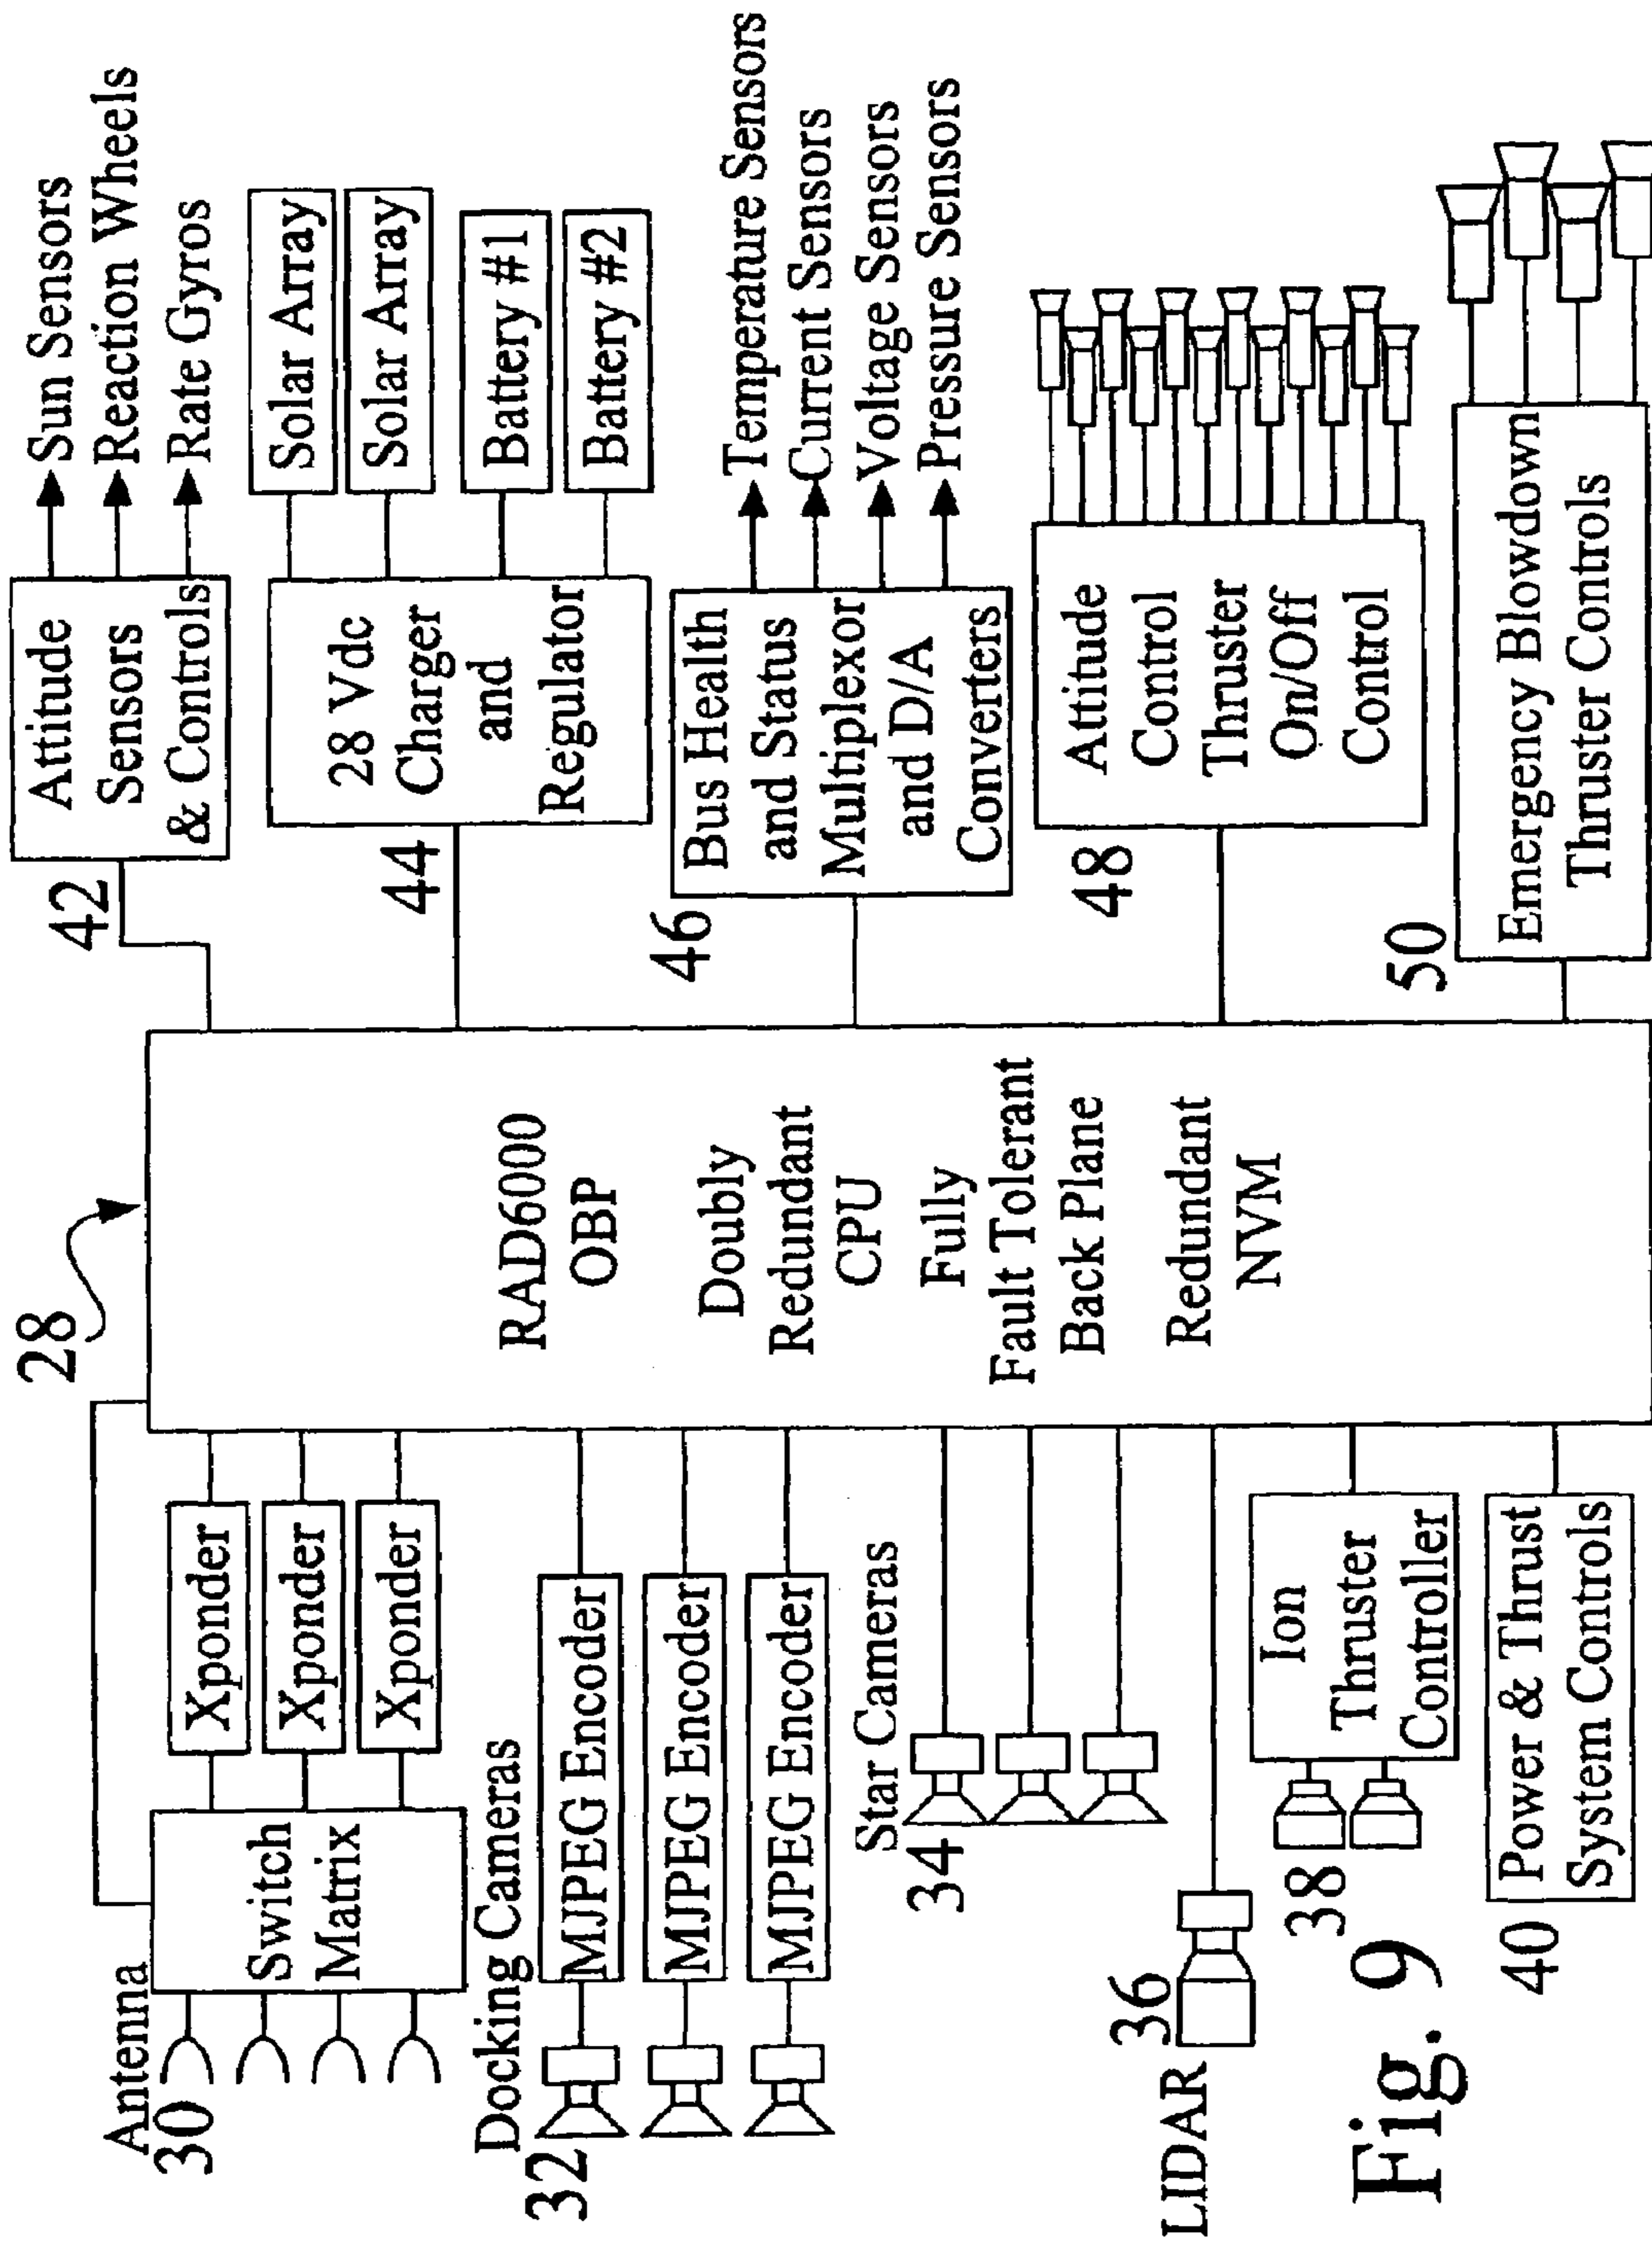 28
Antenna
30
Switch
Matrix
Xponder
Xponder
Xponder
Docking Cameras
32
MJPEG Encoder
MJPEG Encoder
MJPEG Encoder
Star Cameras
34
LIDAR
36
38
Ion
Thruster
Controller
40
Power & Thrust
System Controls
RAD6000
OBP
Doubly
Redundant
CPU
Fully
Fault Tolerant
Back Plane
Redundant
NVM
42
Attitude
Sensors
& Controls
Sun Sensors
Reaction Wheels
Rate Gyros
44
28 Vdc
Charger
and
Regulator
Solar Array
Solar Array
Battery #1
Battery #2
46
Bus Health
and Status
Multiplexor
and D/A
Converters
Temperature Sensors
Current Sensors
Voltage Sensors
Pressure Sensors
48
Attitude
Control
Thruster
On/Off
Control
50
Emergency Blowdown
Thruster Controls
Fig. 9